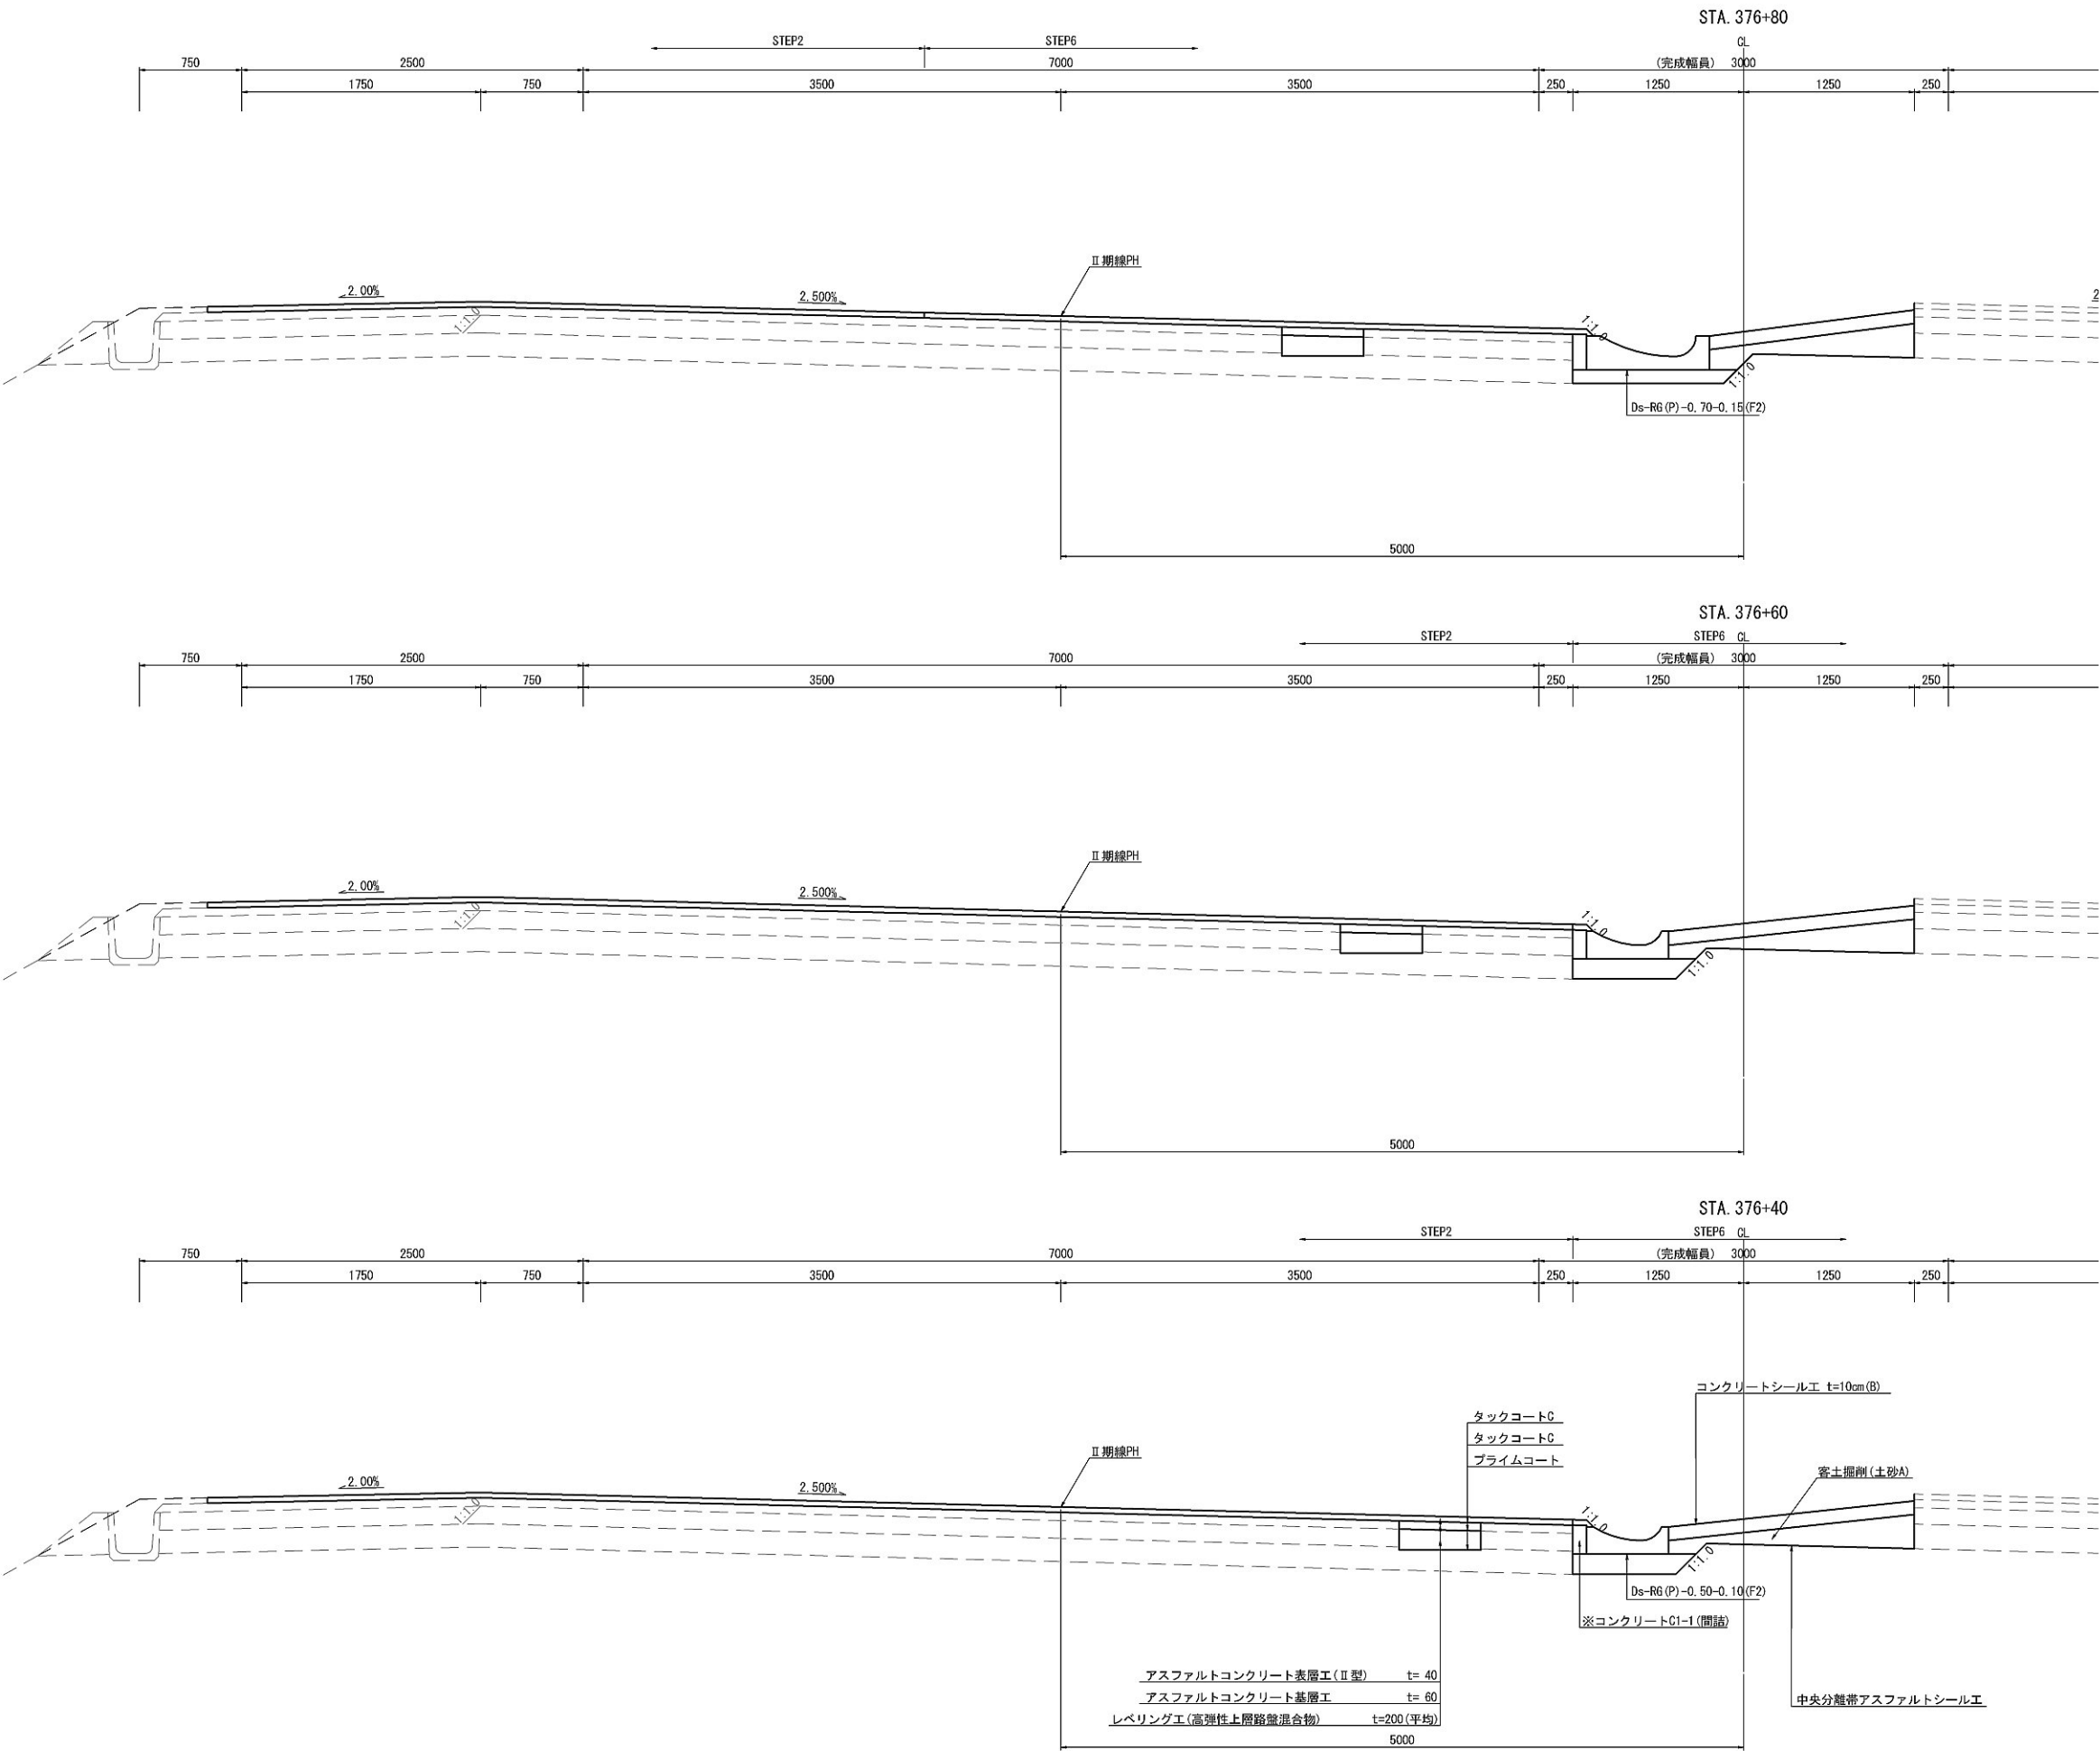 STA. 376+80
STEP2 STEP6 CL
750 2500 7000 (完成幅員) 3000
1750 750 3500 3500 250 1250 1250 250
Ⅱ期線PH
2.00% 2.500% 2
1:1.0 1:1.0
1:1.0
Ds-RG(P)-0.70-0.15(F2)
5000
STA. 376+60
STEP2 STEP6 CL
750 2500 7000 (完成幅員) 3000
1750 750 3500 3500 250 1250 1250 250
Ⅱ期線PH
2.00% 2.500%
1:1.0 1:1.0
1:1.0
5000
STA. 376+40
STEP2 STEP6 CL
750 2500 7000 (完成幅員) 3000
1750 750 3500 3500 250 1250 1250 250
コンクリートシール工 t=10cm(B)
タックコートC
タックコートC
プライムコート
Ⅱ期線PH
客土掘削(土砂A)
2.00% 2.500%
1:1.0 1:1.0
1:1.0
Ds-RG(P)-0.50-0.10(F2)
※コンクリートC1-1(間詰)
アスファルトコンクリート表層工(Ⅱ型) t= 40
アスファルトコンクリート基層工 t= 60
中央分離帯アスファルトシール工
レベリング工(高弾性上層路盤混合物) t=200(平均)
5000